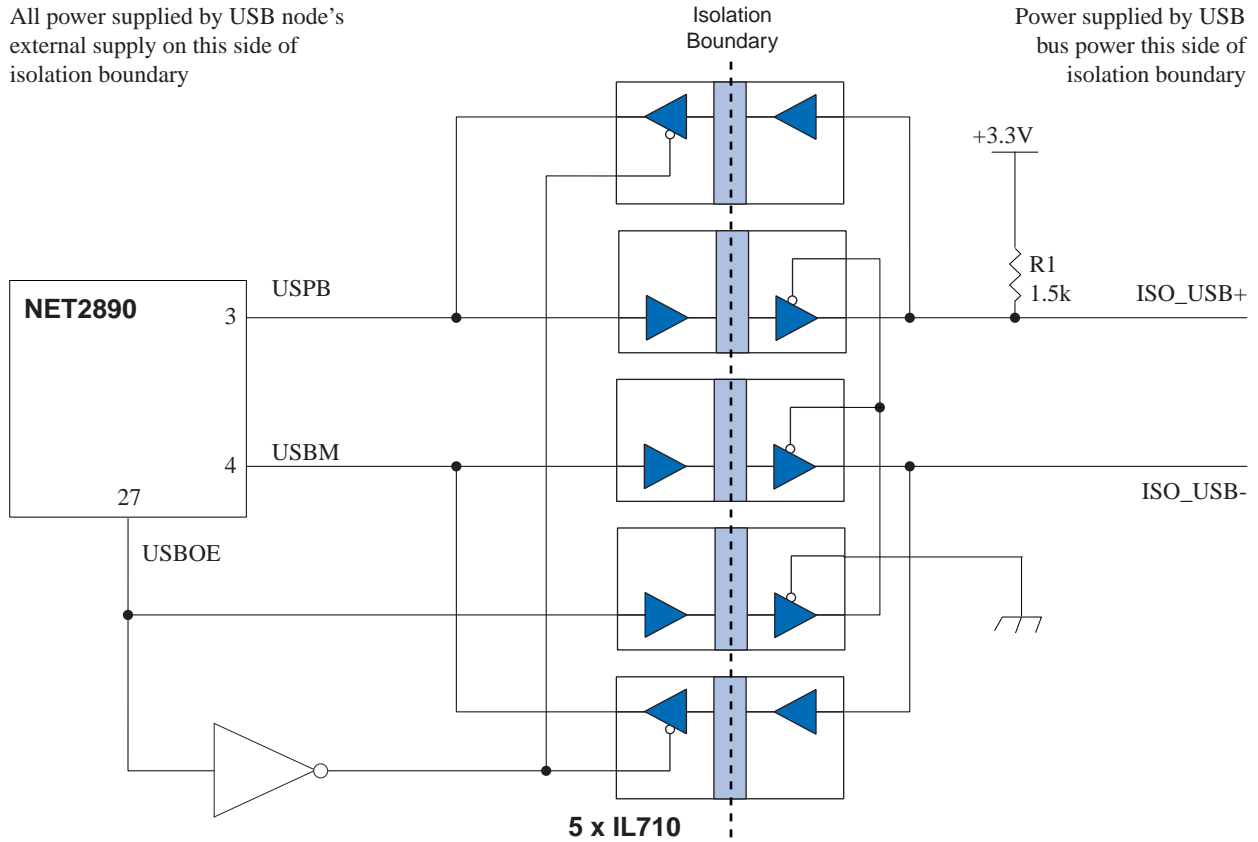 All power supplied by USB node's
external supply on this side of
isolation boundary
Isolation
Boundary
Power supplied by USB
bus power this side of
isolation boundary
+3.3V
R1
1.5k
ISO_USB+
NET2890
3
USPB
4
USBM
ISO_USB-
27
USBOE
5 x IL710